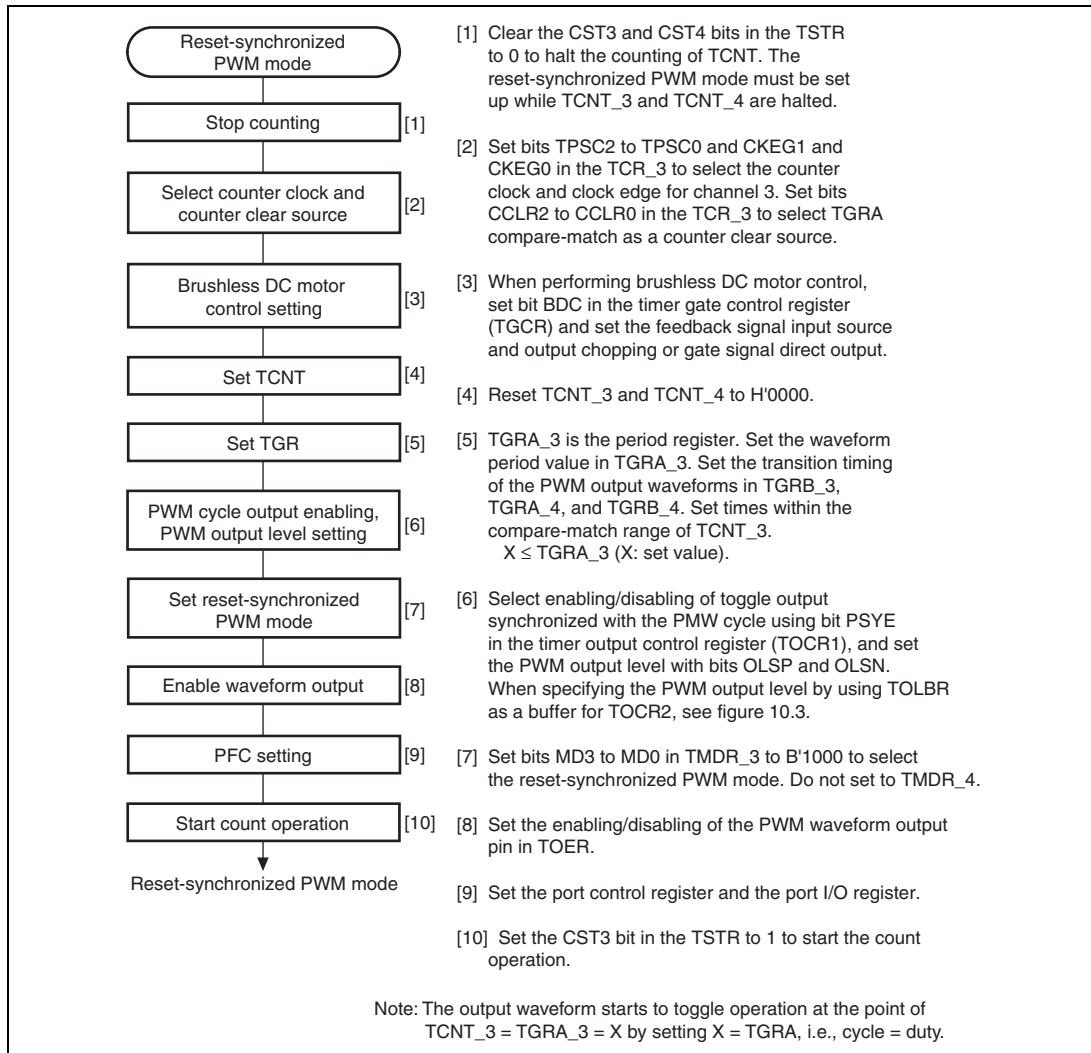 Reset-synchronized
PWM mode
Stop counting
[1]
Select counter clock and
counter clear source
[2]
Brushless DC motor
control setting
[3]
Set TCNT
[4]
Set TGR
[5]
PWM cycle output enabling,
PWM output level setting
[6]
Set reset-synchronized
PWM mode
[7]
Enable waveform output
[8]
PFC setting
[9]
Start count operation
[10]
Reset-synchronized PWM mode
[1] Clear the CST3 and CST4 bits in the TSTR
to 0 to halt the counting of TCNT. The
reset-synchronized PWM mode must be set
up while TCNT_3 and TCNT_4 are halted.
[2] Set bits TPSC2 to TPSC0 and CKEG1 and
CKEG0 in the TCR_3 to select the counter
clock and clock edge for channel 3. Set bits
CCLR2 to CCLR0 in the TCR_3 to select TGRA
compare-match as a counter clear source.
[3] When performing brushless DC motor control,
set bit BDC in the timer gate control register
(TGCR) and set the feedback signal input source
and output chopping or gate signal direct output.
[4] Reset TCNT_3 and TCNT_4 to H'0000.
[5] TGRA_3 is the period register. Set the waveform
period value in TGRA_3. Set the transition timing
of the PWM output waveforms in TGRB_3,
TGRA_4, and TGRB_4. Set times within the
compare-match range of TCNT_3.
X ≤ TGRA_3 (X: set value).
[6] Select enabling/disabling of toggle output
synchronized with the PMW cycle using bit PSYE
in the timer output control register (TOCR1), and set
the PWM output level with bits OLSP and OLSN.
When specifying the PWM output level by using TOLBR
as a buffer for TOCR2, see figure 10.3.
[7] Set bits MD3 to MD0 in TMDR_3 to B'1000 to select
the reset-synchronized PWM mode. Do not set to TMDR_4.
[8] Set the enabling/disabling of the PWM waveform output
pin in TOER.
[9] Set the port control register and the port I/O register.
[10] Set the CST3 bit in the TSTR to 1 to start the count
operation.
Note: The output waveform starts to toggle operation at the point of
TCNT_3 = TGRA_3 = X by setting X = TGRA, i.e., cycle = duty.